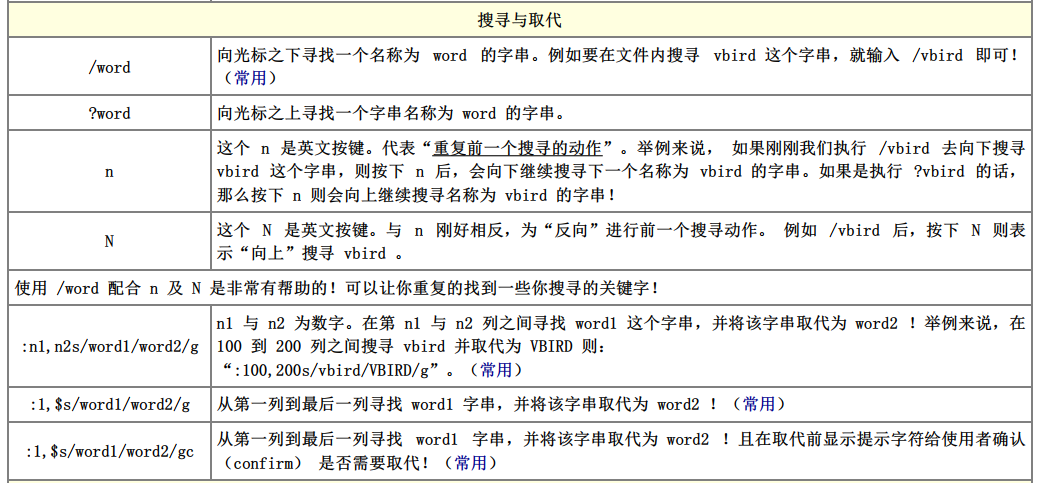 搜寻与取代
/word
向光标之下寻找一个名称为 word 的字串。例如要在文件内搜寻 vbird 这个字串，就输入 /vbird 即可！
（常用）
?word
向光标之上寻找一个字串名称为 word 的字串。
n
这个 n 是英文按键。代表“重复前一个搜寻的动作”。举例来说， 如果刚刚我们执行 /vbird 去向下搜寻
vbird 这个字串，则按下 n 后，会向下继续搜寻下一个名称为 vbird 的字串。如果是执行 ?vbird 的话，
那么按下 n 则会向上继续搜寻名称为 vbird 的字串！
N
这个 N 是英文按键。与 n 刚好相反，为“反向”进行前一个搜寻动作。 例如 /vbird 后，按下 N 则表
示“向上”搜寻 vbird 。
使用 /word 配合 n 及 N 是非常有帮助的！可以让你重复的找到一些你搜寻的关键字！
:n1,n2s/word1/word2/g
n1 与 n2 为数字。在第 n1 与 n2 列之间寻找 word1 这个字串，并将该字串取代为 word2 ！举例来说，在
100 到 200 列之间搜寻 vbird 并取代为 VBIRD 则：
“:100,200s/vbird/VBIRD/g”。（常用）
:1,$s/word1/word2/g
从第一列到最后一列寻找 word1 字串，并将该字串取代为 word2 ！（常用）
:1,$s/word1/word2/gc
从第一列到最后一列寻找 word1 字串，并将该字串取代为 word2 ！且在取代前显示提示字符给使用者确认
（confirm） 是否需要取代！（常用）